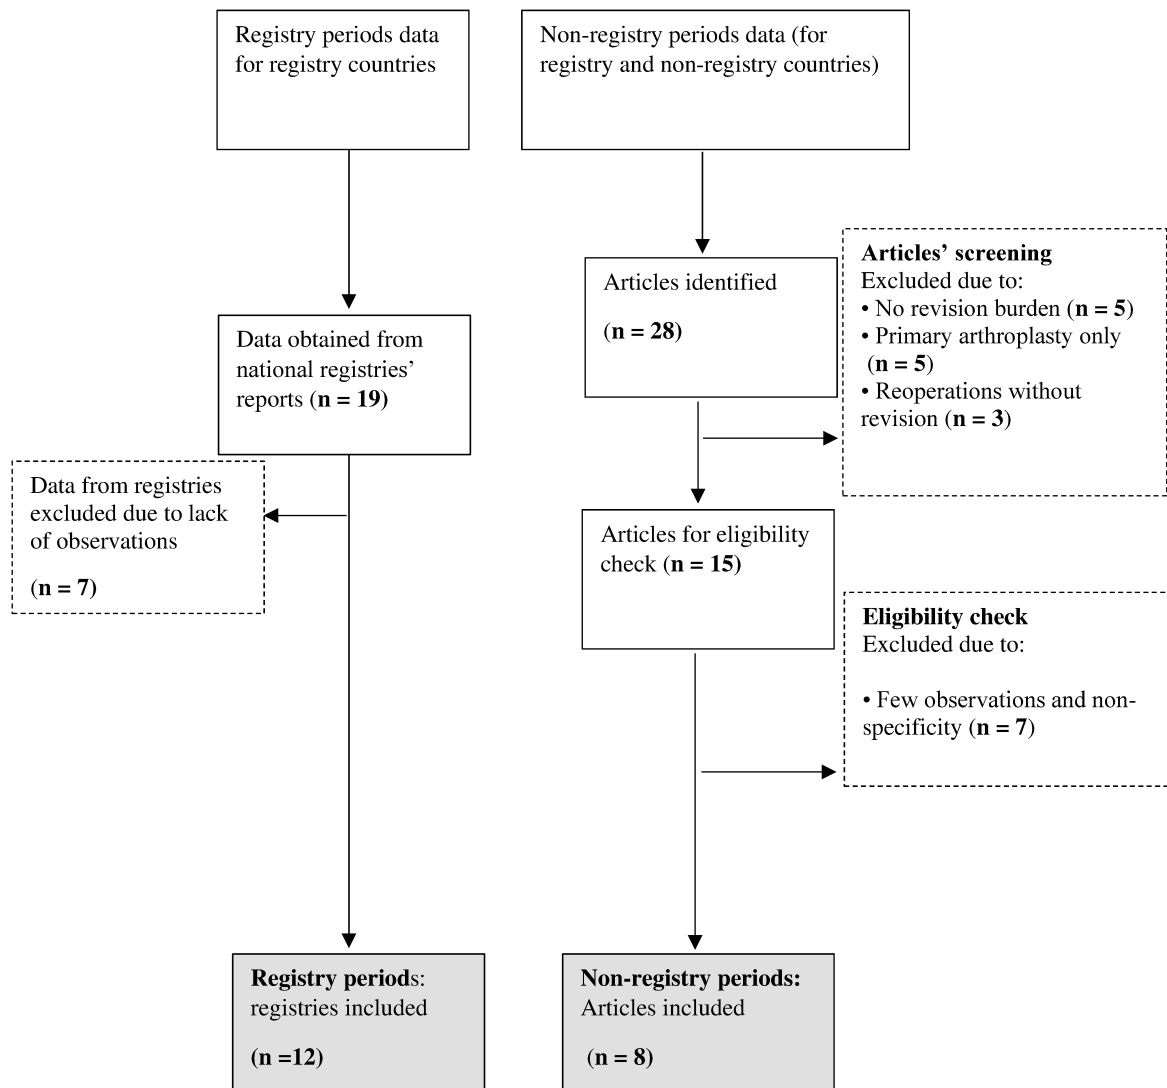 Registry periods data
for registry countries
Non-registry periods data (for
registry and non-registry countries)
Articles identified
(n = 28)
Articles’ screening
Excluded due to:
• No revision burden (n = 5)
• Primary arthroplasty only
(n = 5)
• Reoperations without
revision (n = 3)
Data obtained from
national registries’
reports (n = 19)
Data from registries
excluded due to lack
of observations
(n = 7)
Articles for eligibility
check (n = 15)
Eligibility check
Excluded due to:
• Few observations and non-
specificity (n = 7)
Registry periods:
registries included
(n =12)
Non-registry periods:
Articles included
(n = 8)